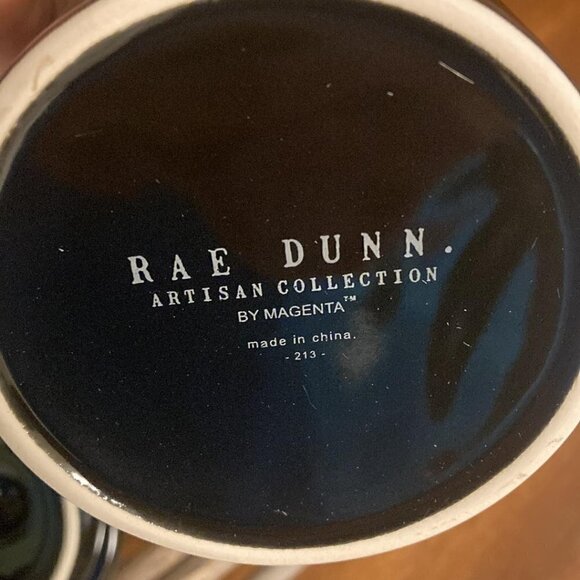 RAE DUNN.
ARTISAN COLLECTION
BY MAGENTA™
made in china.
- 213 -